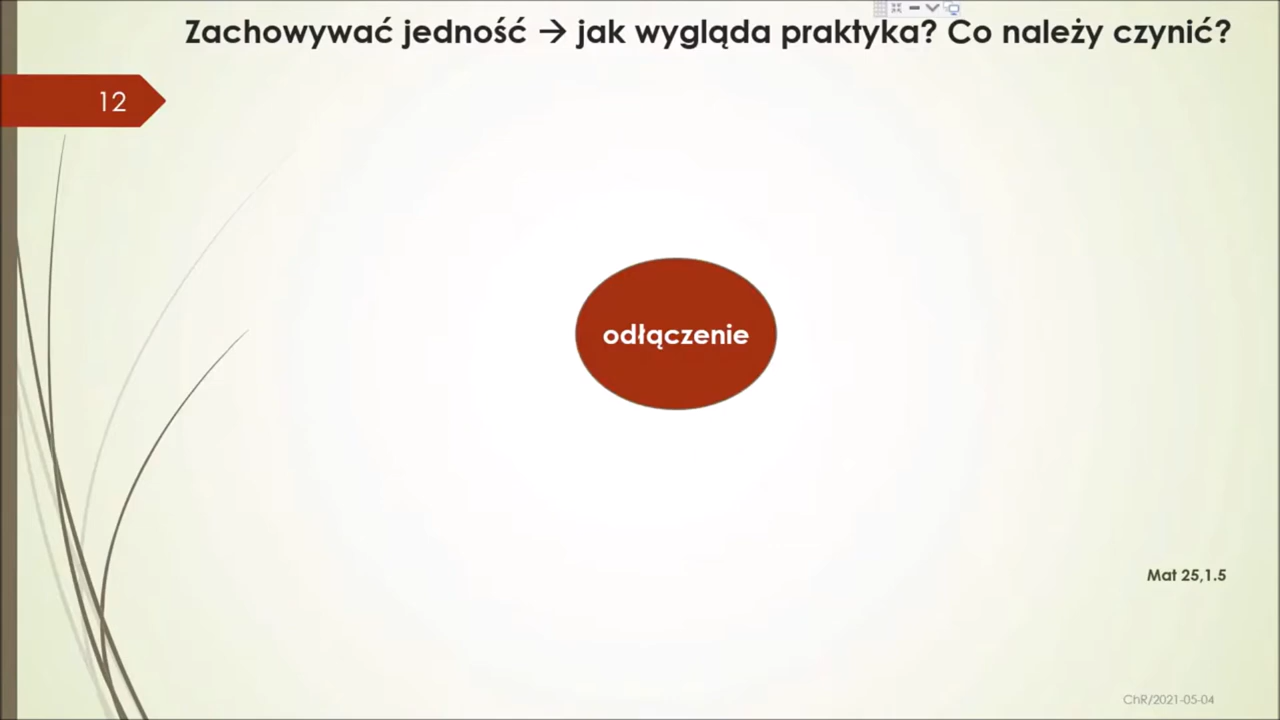 Zachowywać jedność → jak wygląda praktyka? Co należy czynić?
12
odłączenie
Mat 25,1.5
ChR/2021-05-04